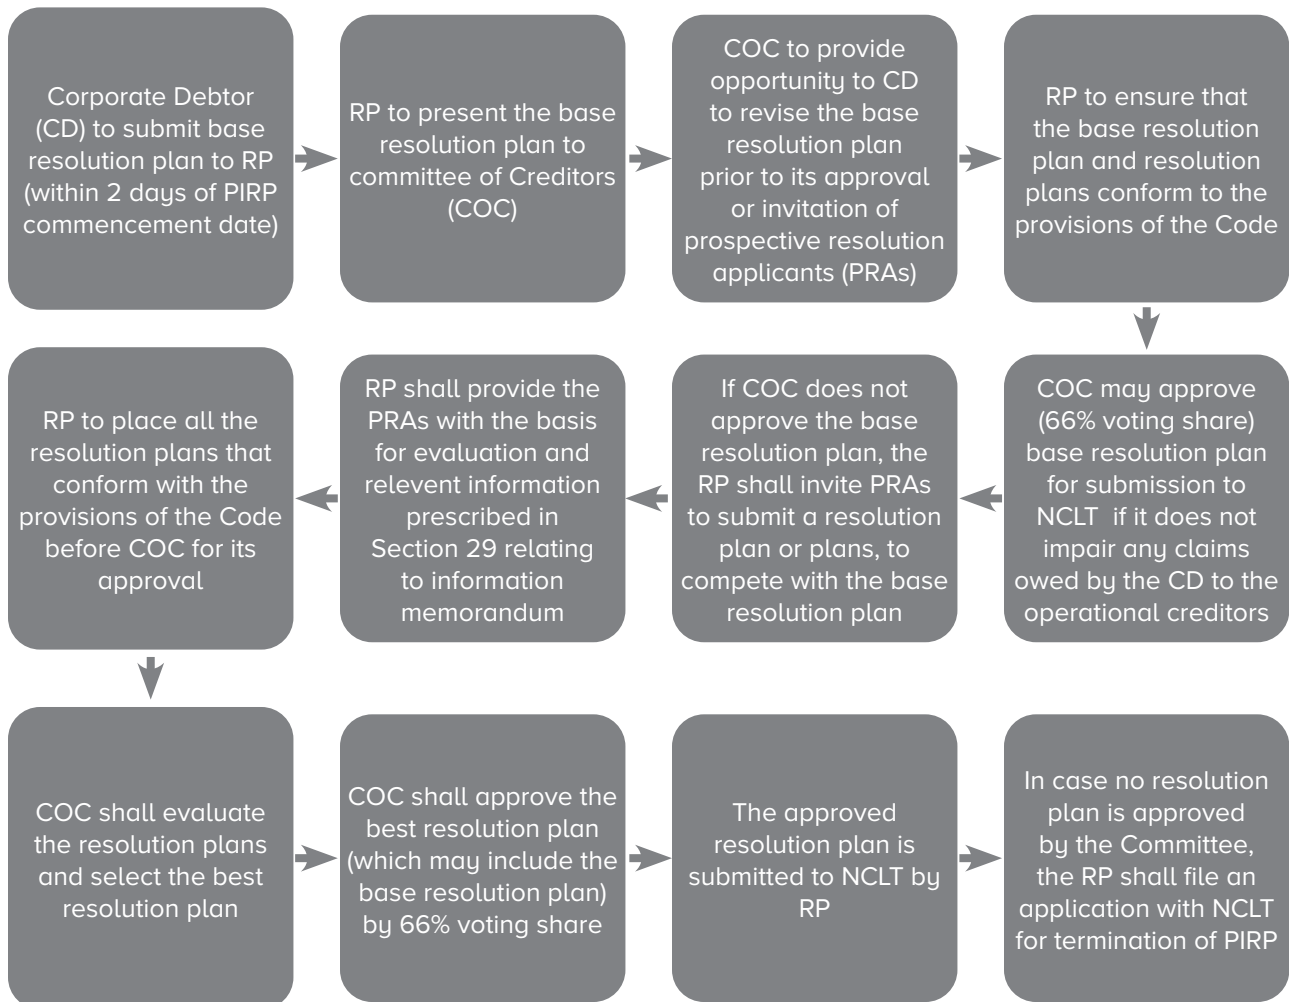 Corporate Debtor
(CD) to submit base
resolution plan to RP
(within 2 days of PIRP
commencement date)
RP to present the base
resolution plan to
committee of Creditors
(COC)
COC to provide
opportunity to CD
to revise the base
resolution plan
prior to its approval
or invitation of
prospective resolution
applicants (PRAs)
RP to ensure that
the base resolution
plan and resolution
plans conform to the
provisions of the Code
COC may approve
(66% voting share)
base resolution plan
for submission to
NCLT if it does not
impair any claims
owed by the CD to the
operational creditors
If COC does not
approve the base
resolution plan, the
RP shall invite PRAs
to submit a resolution
plan or plans, to
compete with the base
resolution plan
RP shall provide the
PRAs with the basis
for evaluation and
relevent information
prescribed in
Section 29 relating
to information
memorandum
RP to place all the
resolution plans that
conform with the
provisions of the Code
before COC for its
approval
COC shall evaluate
the resolution plans
and select the best
resolution plan
COC shall approve the
best resolution plan
(which may include the
base resolution plan)
by 66% voting share
The approved
resolution plan is
submitted to NCLT by
RP
In case no resolution
plan is approved
by the Committee,
the RP shall file an
application with NCLT
for termination of PIRP